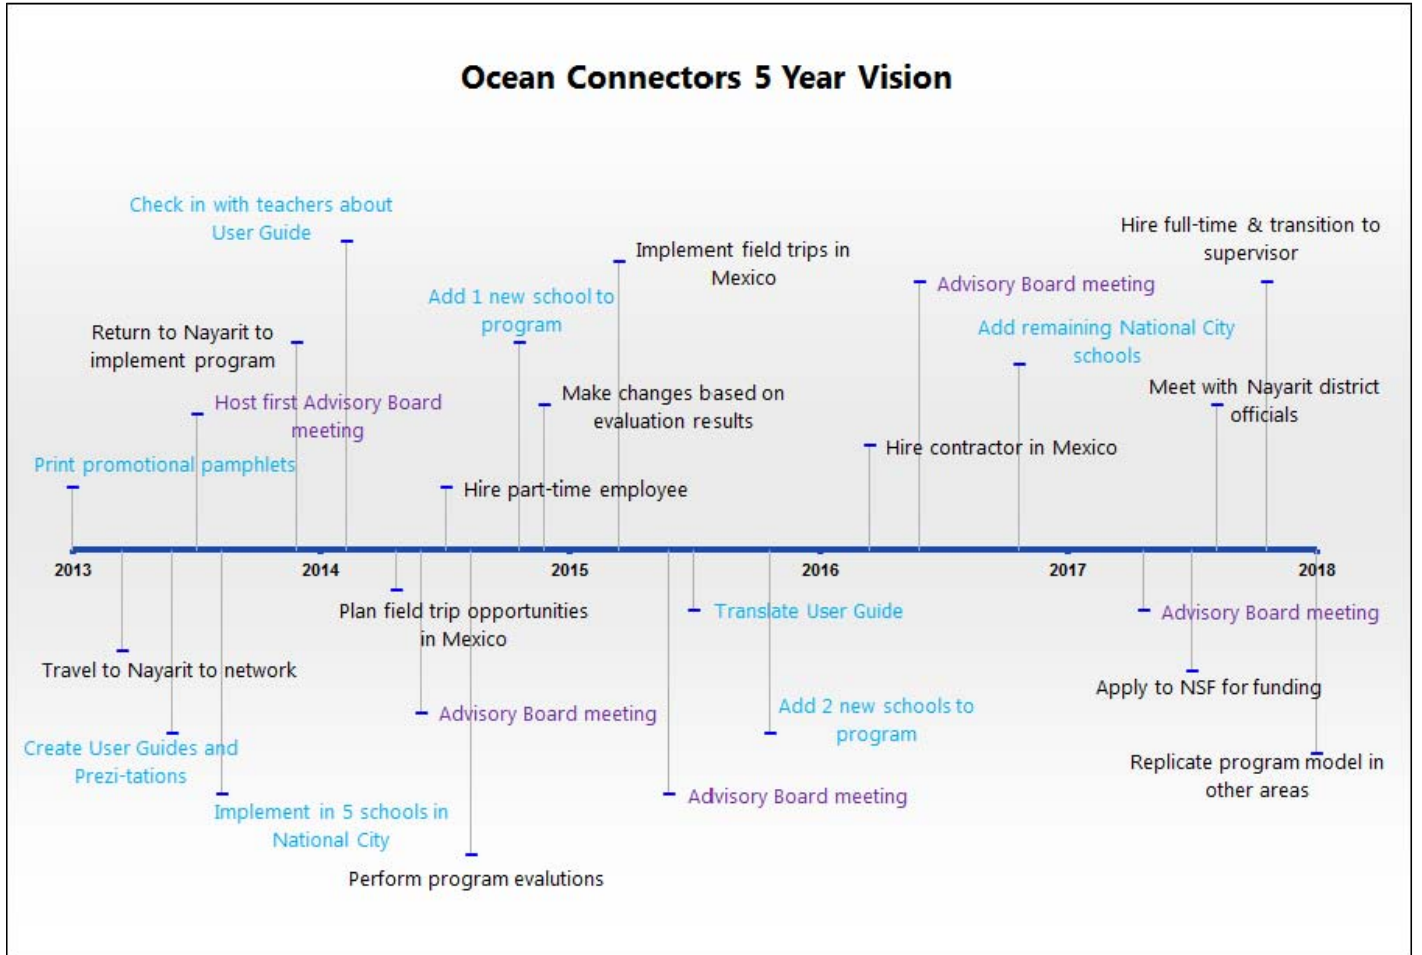 Ocean Connectors 5 Year Vision
Check in with teachers about
User Guide
Hire full-time & transition to
supervisor
Implement field trips in
Mexico
Advisory Board meeting
Add 1 new school to
program
Add remaining National City
schools
Return to Nayarit to
implement program
Meet with Nayarit district
officials
Make changes based on
evaluation results
Host first Advisory Board
meeting
Hire contractor in Mexico
Print promotional pamphlets
Hire part-time employee
2013
2014
2015
2016
2017
2018
Plan field trip opportunities
in Mexico
Translate User Guide
Advisory Board meeting
Travel to Nayarit to network
Apply to NSF for funding
Advisory Board meeting
Add 2 new schools to
program
Create User Guides and
Prezi-tations
Replicate program model in
other areas
Advisory Board meeting
Implement in 5 schools in
National City
Perform program evalutions